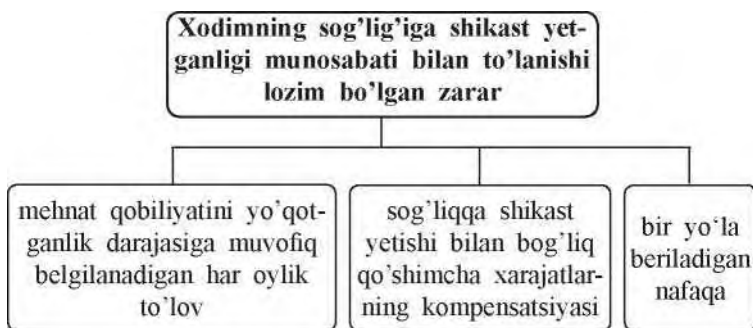 Xodimning sog'lig'iga shikast yet-
ganligi munosabati bilan to'lanishi
lozim bo'lgan zarar
mehnat qobiliyatini yo'qot-
ganlik darajasiga muvofiq
belgilanadigan har oylik
to'lov
sog'liqqa shikast
yetishi bilan bog'liq
qo'shimcha xarajatlar-
ning kompensatsiyasi
bir yo‘la
beriladigan
nafaqa